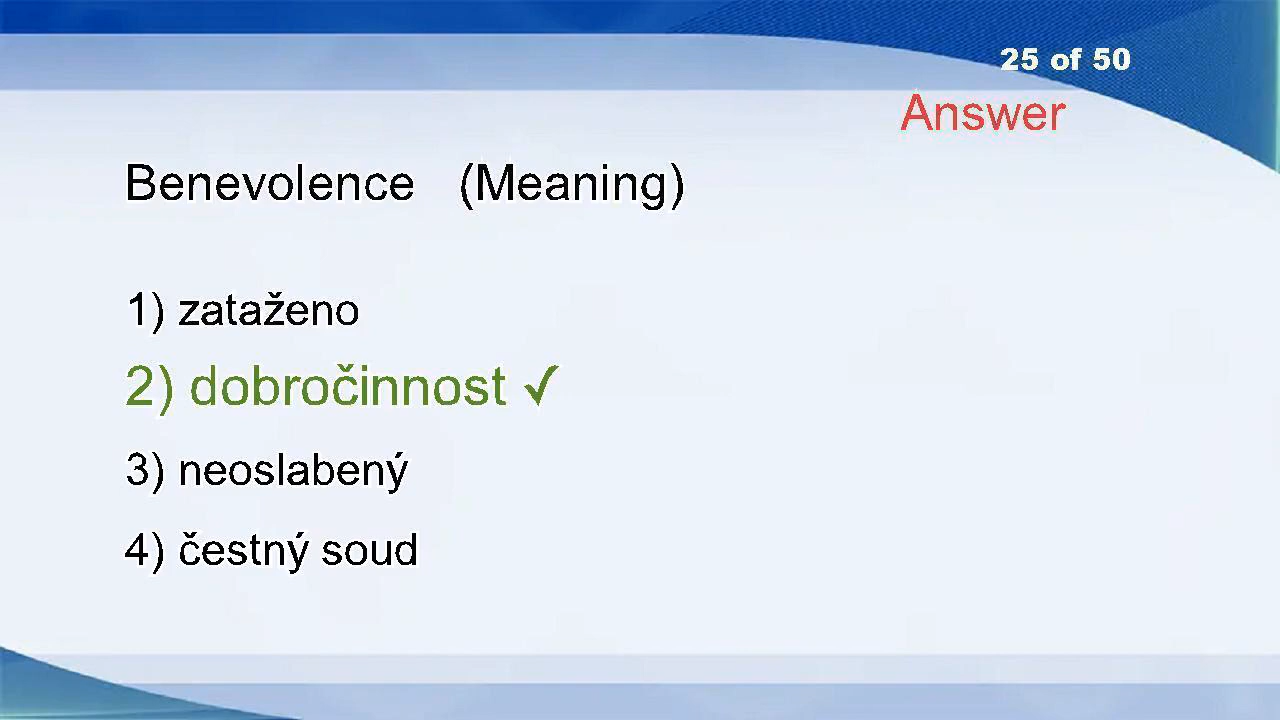 25 of 50
Answer
Benevolence (Meaning)
1) zataženo
2) dobročinnost ✓
3) neoslabený
4) čestný soud